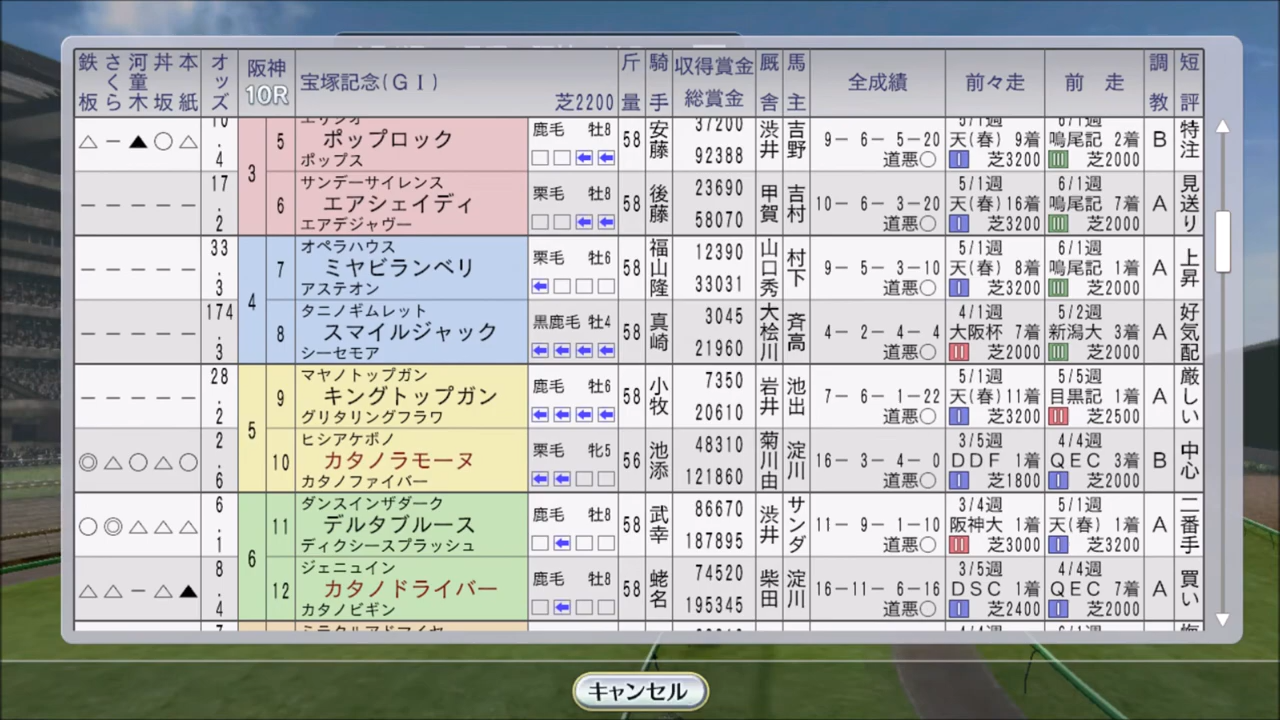 鉄板 さくら 河童木 丼坂 本紙 オッズ 阪神10R 宝塚記念(GⅠ) 芝2200 斤量 騎手 収得賞金 総賞金 厩舎 馬主 全成績 前々走 前 走 調教 短評
△ － ▲ ○ △ 10.4 3 5 ポップロック ポップス 鹿毛 牡8 58 安藤 37200 92388 渋井 吉野 9－ 6－ 5－20 道悪○ 5/1週 天(春) 9着 Ⅰ 芝3200 6/1週 鳴尾記 2着 Ⅲ 芝2000 B 特注
－ － － － － 17.2 6 サンデーサイレンス エアシェイディ エアデジャヴー 栗毛 牡8 58 後藤 23690 58070 甲賀 吉村 10－ 6－ 3－20 道悪○ 5/1週 天(春)16着 Ⅰ 芝3200 6/1週 鳴尾記 7着 Ⅲ 芝2000 A 見送り
－ － － － － 33.3 4 7 オペラハウス ミヤビランベリ アステオン 栗毛 牡6 58 福山隆 12390 33031 山口秀 村下 9－ 5－ 3－10 道悪○ 5/1週 天(春) 8着 Ⅰ 芝3200 6/1週 鳴尾記 1着 Ⅲ 芝2000 A 上昇
－ － － － － 174.3 8 タニノギムレット スマイルジャック シーセモア 黒鹿毛 牡4 58 真崎 3045 21960 大桧川 斉高 4－ 2－ 4－ 4 道悪○ 4/1週 大阪杯 7着 Ⅱ 芝2000 5/2週 新潟大 3着 Ⅲ 芝2000 A 好気配
－ － － － － 28.2 5 9 マヤノトップガン キングトップガン グリタリングフラワ 鹿毛 牡6 58 小牧 7350 20610 岩井 池出 7－ 6－ 1－22 道悪○ 5/1週 天(春)11着 Ⅰ 芝3200 5/5週 目黒記 1着 Ⅱ 芝2500 A 厳しい
◎ △ ○ △ ○ 2.6 10 ヒシアケボノ カタノラモーヌ カタノファイバー 栗毛 牝5 56 池添 48310 121860 菊川由 淀川 16－ 3－ 4－ 0 道悪○ 3/5週 DDF 1着 Ⅰ 芝1800 4/4週 QEC 3着 Ⅰ 芝2000 B 中心
○ ◎ △ △ △ 6.1 6 11 ダンスインザダーク デルタブルース ディクシースプラッシュ 鹿毛 牡8 58 武幸 86670 187895 渋井 サンダ 11－ 9－ 1－10 道悪○ 3/4週 阪神大 1着 Ⅱ 芝3000 5/1週 天(春) 1着 Ⅰ 芝3200 A 二番手
△ △ － △ ▲ 8.4 12 ジェニュイン カタノドライバー カタノビギン 鹿毛 牡8 58 蛯名 74520 195345 柴田 淀川 16－11－ 6－16 道悪○ 3/5週 DSC 1着 Ⅰ 芝2400 4/4週 QEC 7着 Ⅰ 芝2000 A 買い
キャンセル